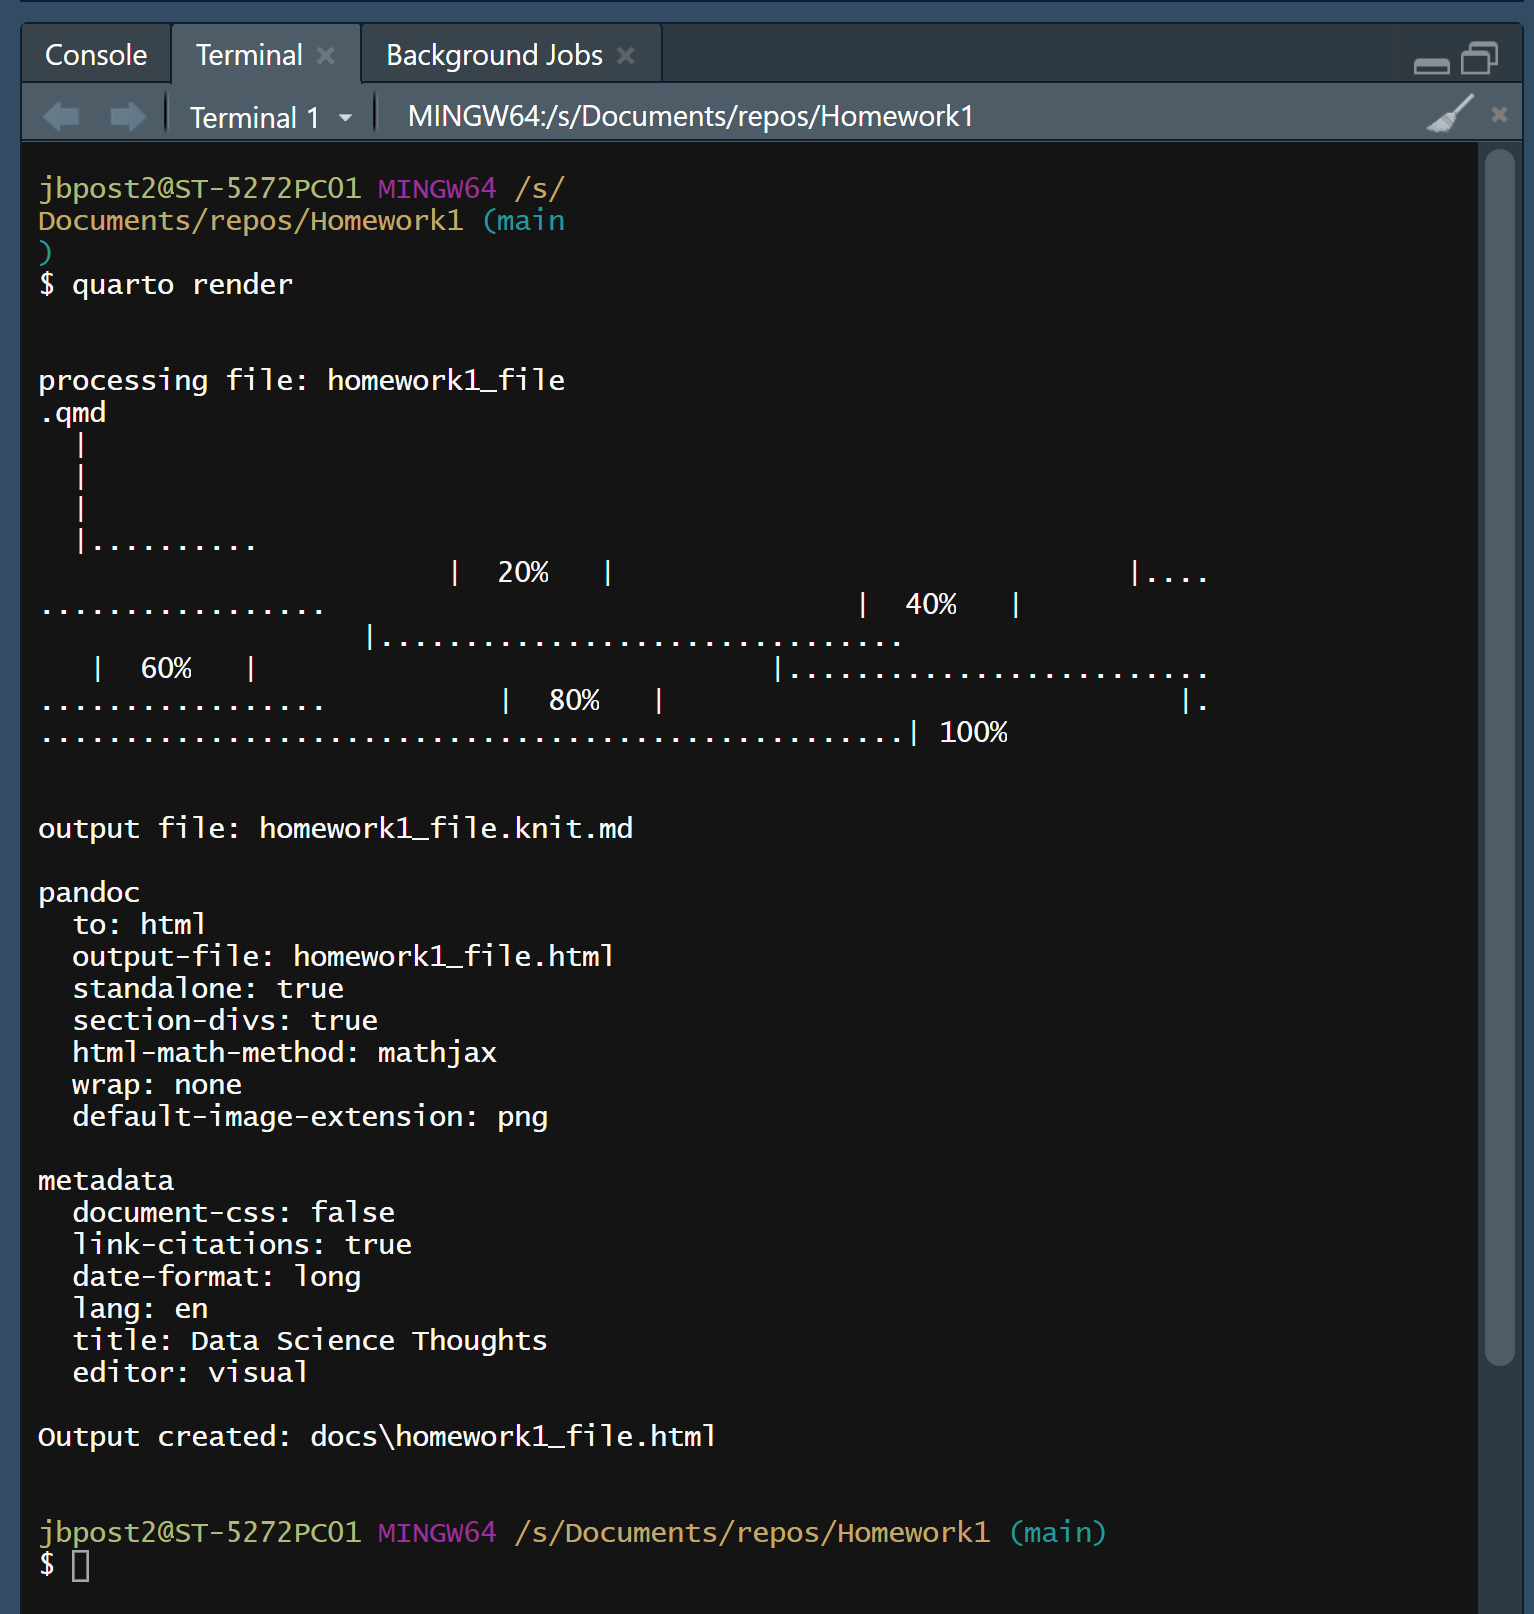 Console Terminal Background Jobs
Terminal 1 MINGW64:/s/Documents/repos/Homework1
jbpost2@ST-5272PC01 MINGW64 /s/
Documents/repos/Homework1 (main
)
$ quarto render
processing file: homework1_file
.qmd
|
|
|
|..........
| 20% | |....
................. | 40% |
|...............................
| 60% | |.........................
................. | 80% | |.
...................................................| 100%
output file: homework1_file.knit.md
pandoc
to: html
output-file: homework1_file.html
standalone: true
section-divs: true
html-math-method: mathjax
wrap: none
default-image-extension: png
metadata
document-css: false
link-citations: true
date-format: long
lang: en
title: Data Science Thoughts
editor: visual
Output created: docs\homework1_file.html
jbpost2@ST-5272PC01 MINGW64 /s/Documents/repos/Homework1 (main)
$